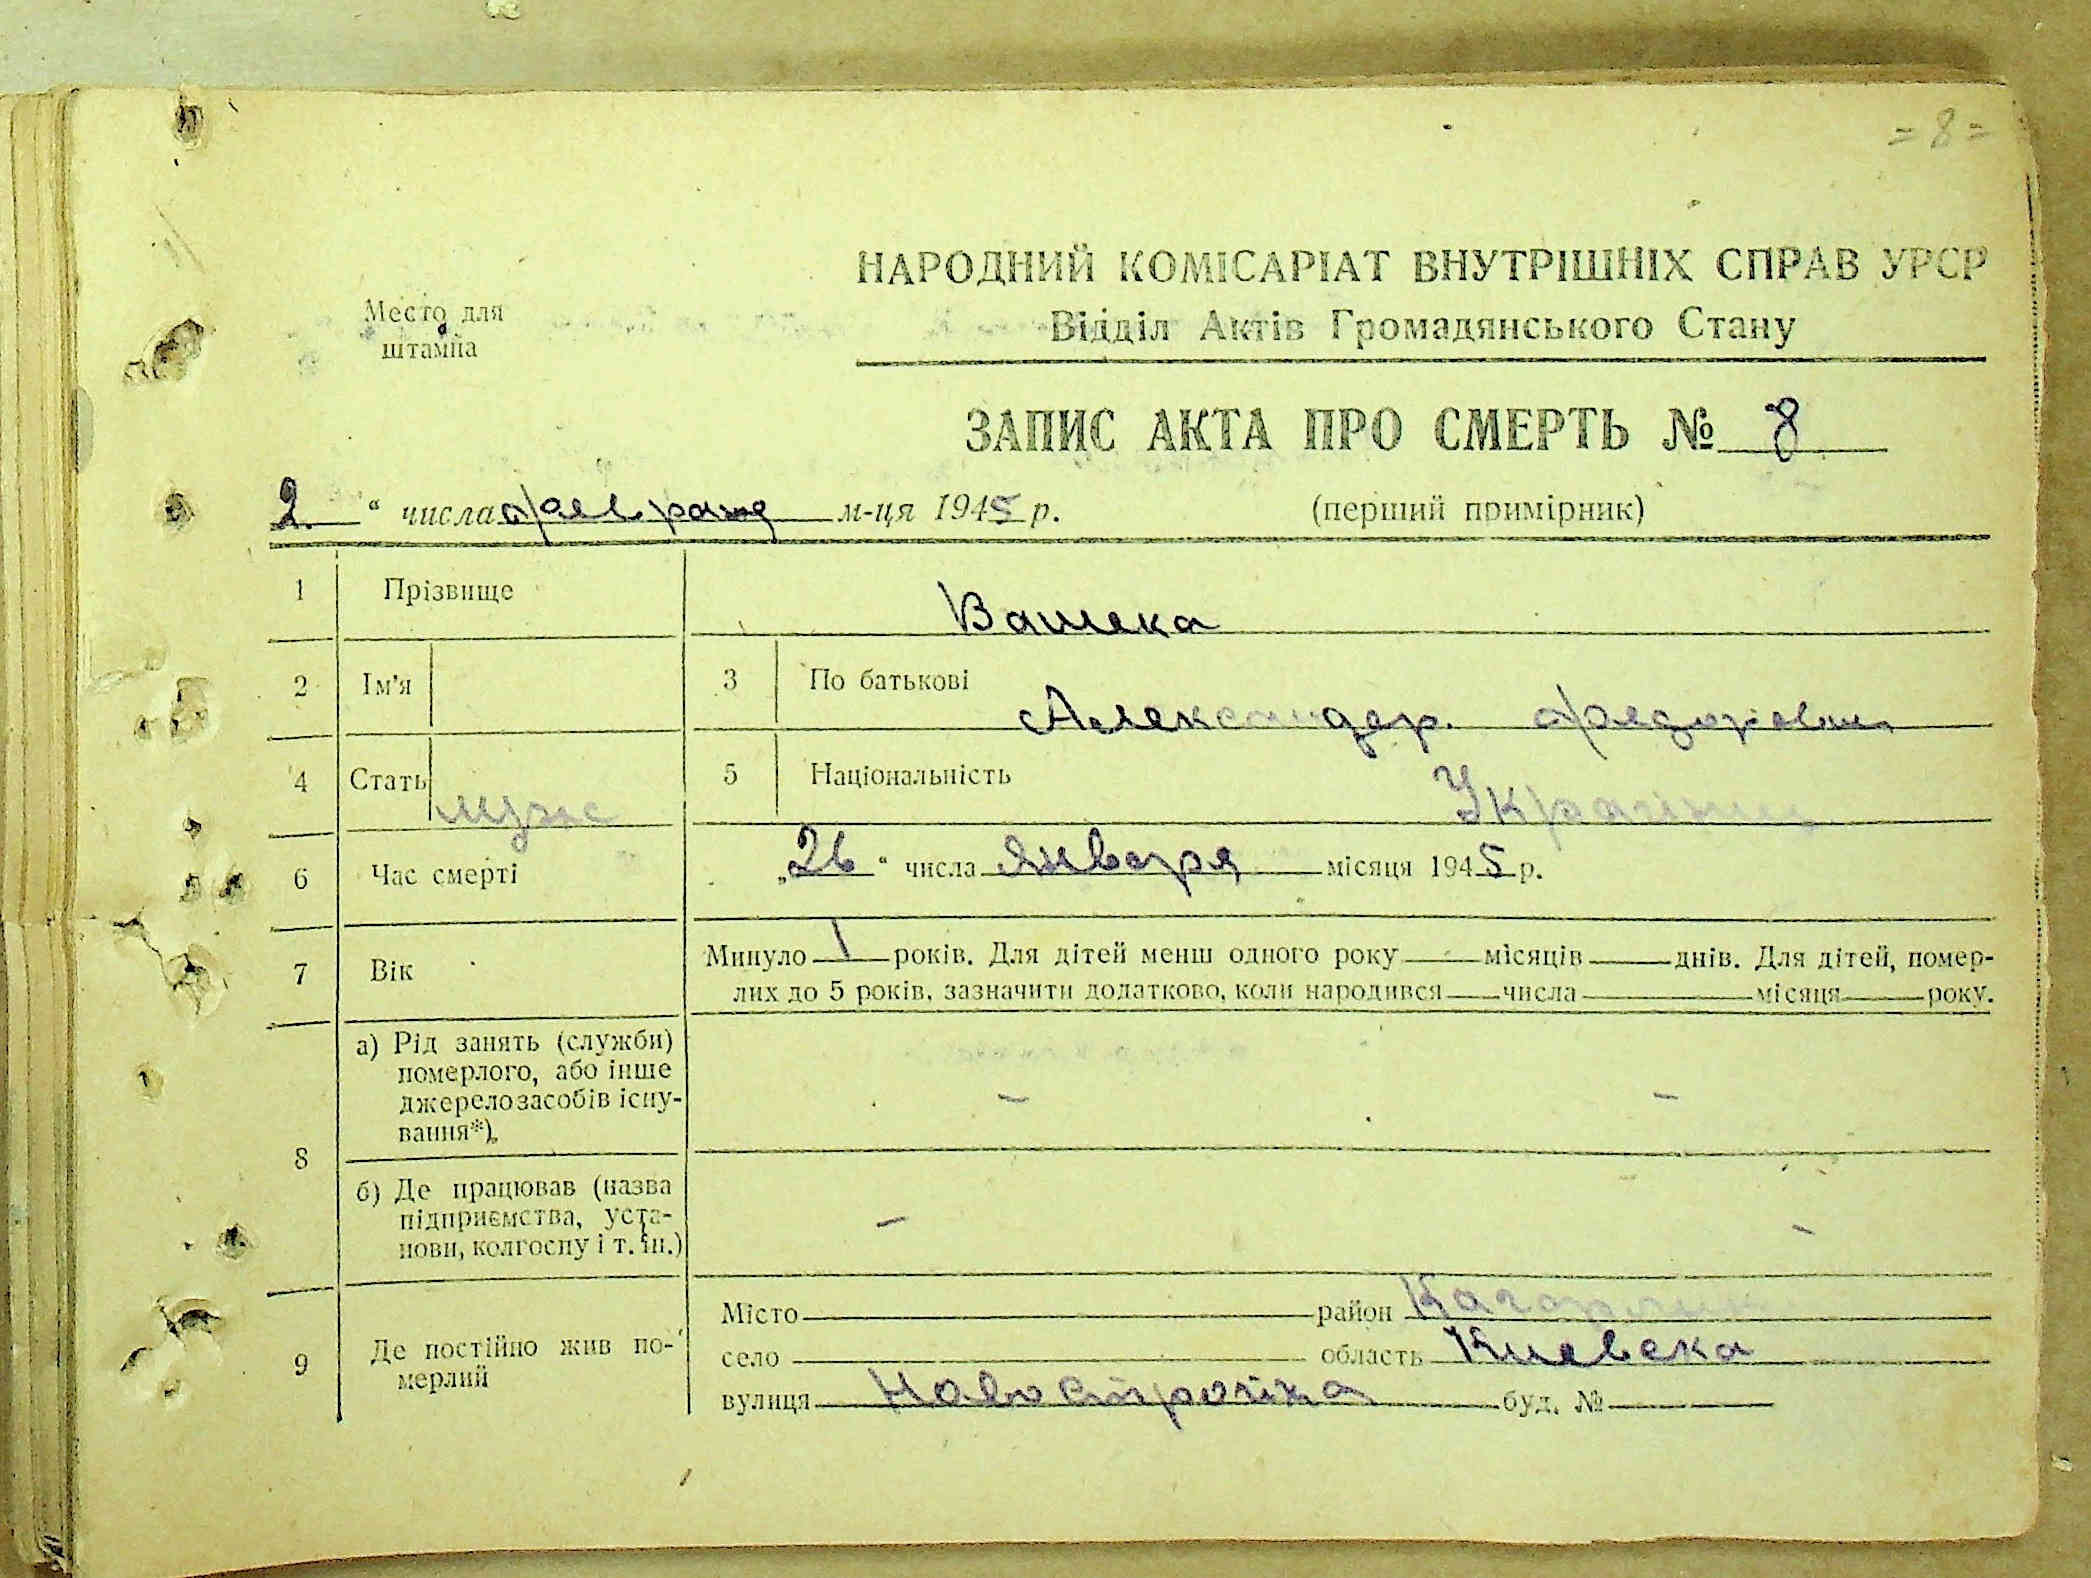 = 8 =
НАРОДНИЙ КОМІСАРІАТ ВНУТРІШНІХ СПРАВ УРСР
Відділ Актів Громадянського Стану
Место для
штампа
ЗАПИС АКТА ПРО СМЕРТЬ № 8
2 " числа февраля м-ця 1945 р. (перший примірник)
1 Прізвище Вашека
2 Ім'я 3 По батькові Александер Федорович
4 Стать муж 5 Національність Українец
6 Час смерті „26" числа Января місяця 1945 р.
7 Вік Минуло 1 років. Для дітей менш одного року місяців днів. Для дітей, помер-
лих до 5 років, зазначити додатково, коли народився числа місяця року.
8 а) Рід занять (служби)
померлого, або інше
джерело засобів існу-
вання*) – –
б) Де працював (назва
підприємства, уста-
нови, колгоспу і т. ін.) – –
9 Де постійно жив по-
мерлий
Місто район Кагорлик
село область Киевска
вулиця Новостроїка буд. №